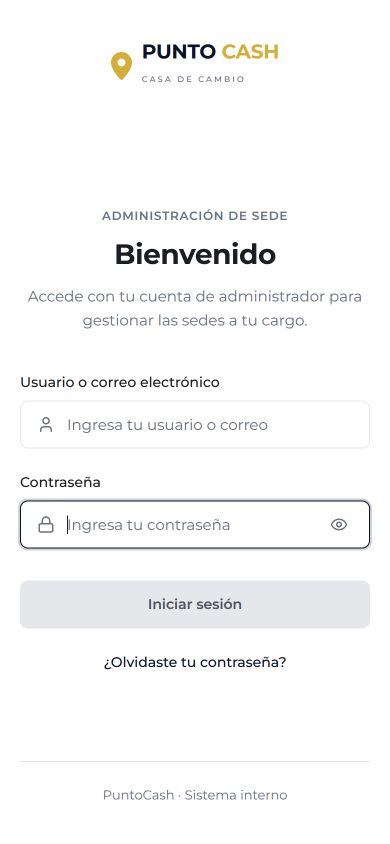 PUNTO CASH
CASA DE CAMBIO
ADMINISTRACIÓN DE SEDE
Bienvenido
Accede con tu cuenta de administrador para
gestionar las sedes a tu cargo.
Usuario o correo electrónico
Ingresa tu usuario o correo
Contraseña
Ingresa tu contraseña
Iniciar sesión
¿Olvidaste tu contraseña?
PuntoCash · Sistema interno